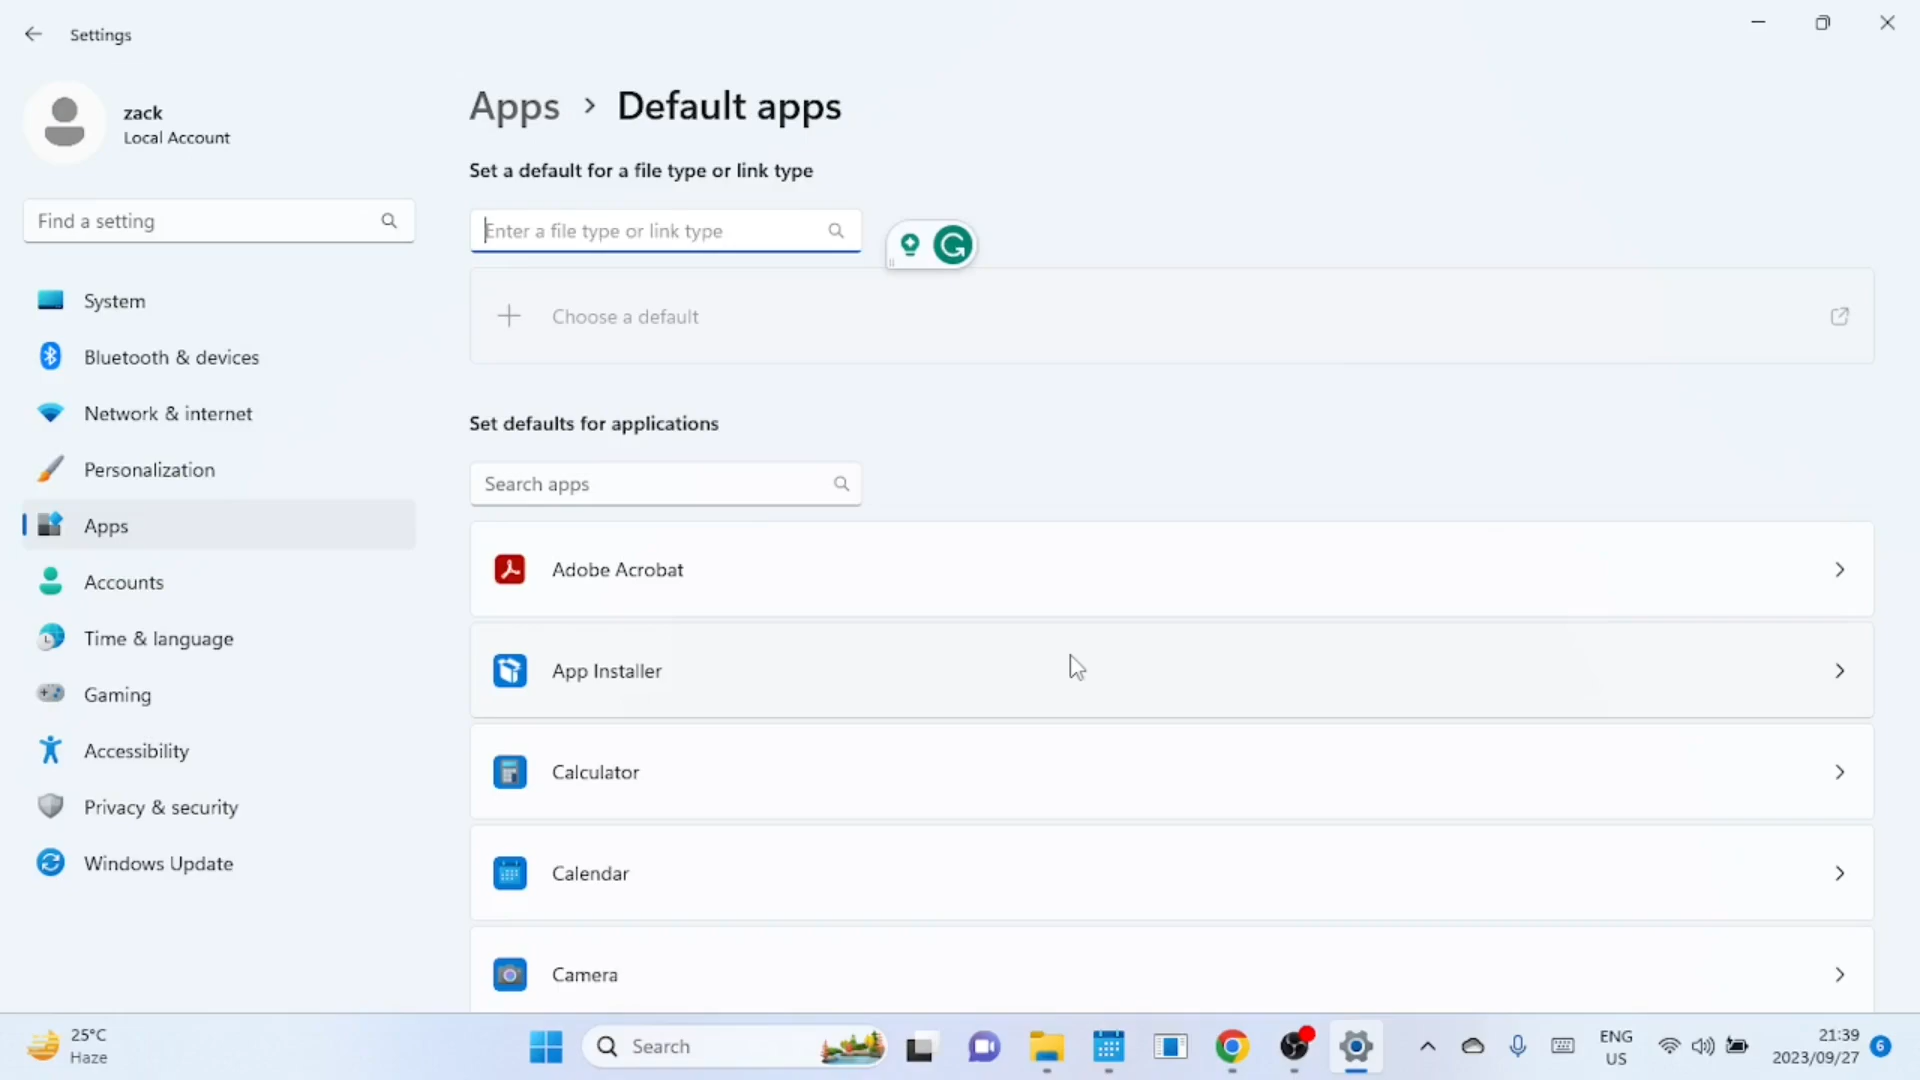 Settings
zack
Local Account
Find a setting
System
Bluetooth & devices
Network & internet
Personalization
Apps
Accounts
Time & language
Gaming
Accessibility
Privacy & security
Windows Update
Apps > Default apps
Set a default for a file type or link type
Enter a file type or link type
Choose a default
Set defaults for applications
Search apps
Adobe Acrobat
App Installer
Calculator
Calendar
Camera
25°C
Haze
Search
ENG
US
21:39
2023/09/27
6